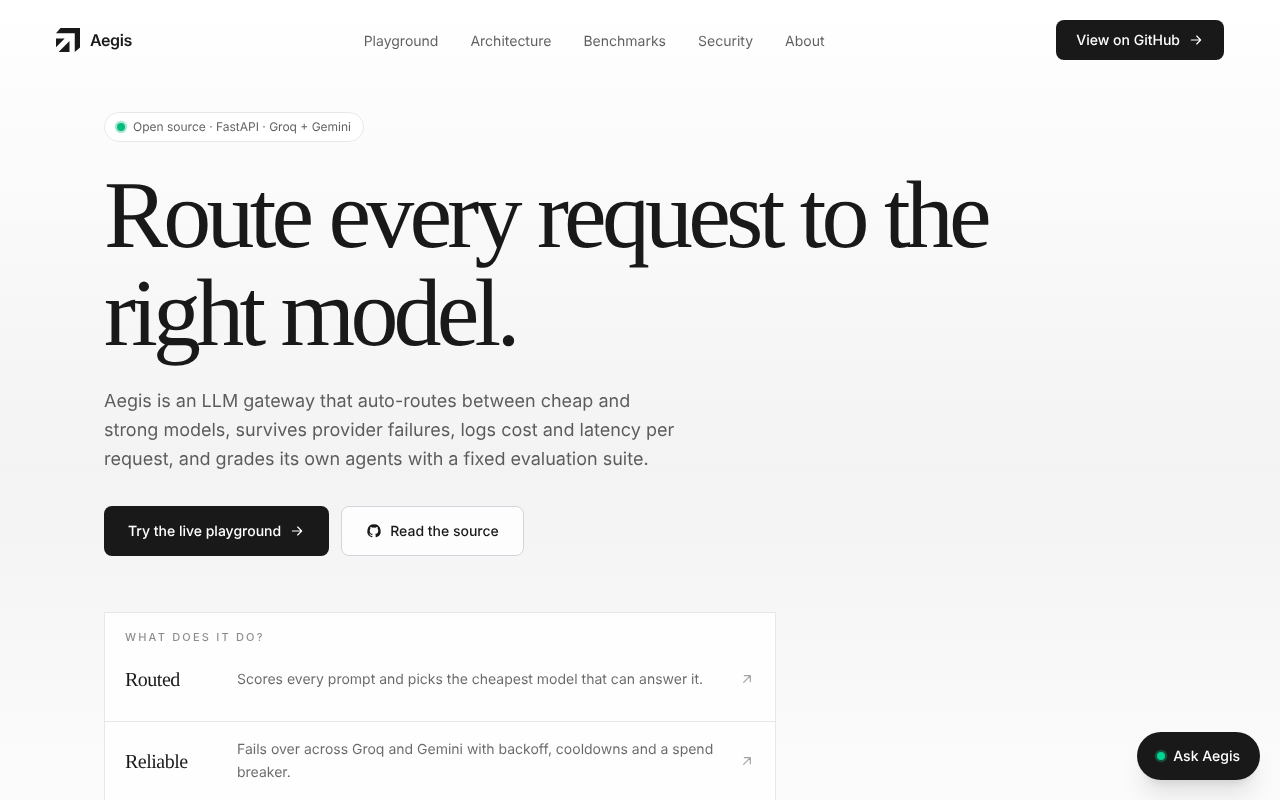 Aegis
Playground
Architecture
Benchmarks
Security
About
View on GitHub →
Open source · FastAPI · Groq + Gemini
Route every request to the
right model.
Aegis is an LLM gateway that auto-routes between cheap and
strong models, survives provider failures, logs cost and latency per
request, and grades its own agents with a fixed evaluation suite.
Try the live playground →
Read the source
WHAT DOES IT DO?
Routed
Scores every prompt and picks the cheapest model that can answer it.
Reliable
Fails over across Groq and Gemini with backoff, cooldowns and a spend
breaker.
Ask Aegis